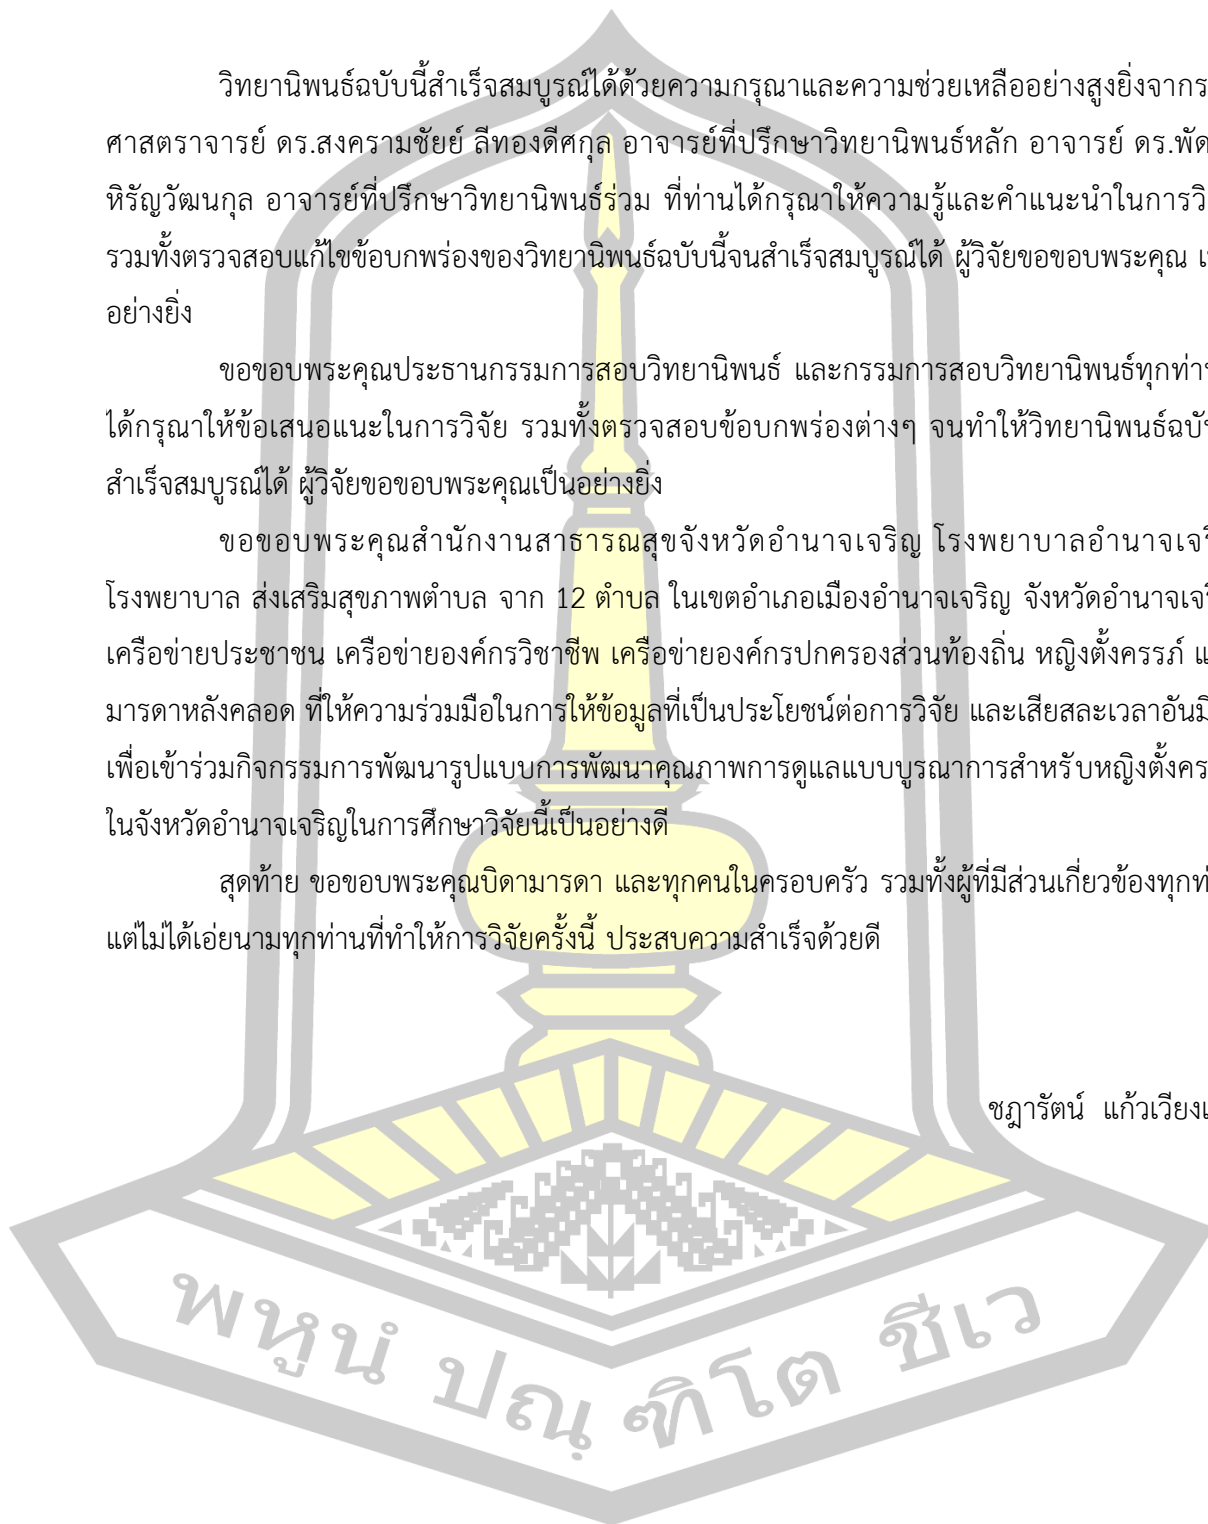 วิทยานิพนธ์ฉบับนี้สำเร็จสมบูรณ์ได้ด้วยความกรุณาและความช่วยเหลืออย่างสูงยิ่งจาก
ศาสตราจารย์ ดร.สงครามชัยย์ ลีทองดีศกุล อาจารย์ที่ปรึกษาวิทยานิพนธ์หลัก อาจารย์ ดร.
หิรัญวัฒนกุล อาจารย์ที่ปรึกษาวิทยานิพนธ์ร่วม ที่ท่านได้กรุณาให้ความรู้และคำแนะนำในการ
รวมทั้งตรวจสอบแก้ไขข้อบกพร่องของวิทยานิพนธ์ฉบับนี้จนสำเร็จสมบูรณ์ได้ ผู้วิจัยขอขอบพระคุณ
อย่างยิ่ง
ขอขอบพระคุณประธานกรรมการสอบวิทยานิพนธ์ และกรรมการสอบวิทยานิพนธ์ทุกท่าน
ได้กรุณาให้ข้อเสนอแนะในการวิจัย รวมทั้งตรวจสอบข้อบกพร่องต่างๆ จนทำให้วิทยานิพนธ์
สำเร็จสมบูรณ์ได้ ผู้วิจัยขอขอบพระคุณเป็นอย่างยิ่ง
ขอขอบพระคุณสำนักงานสาธารณสุขจังหวัดอำนาจเจริญ โรงพยาบาล
โรงพยาบาล ส่งเสริมสุขภาพตำบล จาก 12 ตำบล ในเขตอำเภอเมืองอำนาจเจริญ จังหวัด
เครือข่ายประชาชน เครือข่ายองค์กรวิชาชีพ เครือข่ายองค์กรปกครองส่วนท้องถิ่น หญิงตั้งครรภ์
มารดาหลังคลอด ที่ให้ความร่วมมือในการให้ข้อมูลที่เป็นประโยชน์ต่อการวิจัย และเสียสละเวลาอัน
เพื่อเข้าร่วมกิจกรรมการพัฒนารูปแบบการพัฒนาคุณภาพการดูแลแบบบูรณาการสำหรับหญิง
ในจังหวัดอำนาจเจริญในการศึกษาวิจัยนี้เป็นอย่างดี
สุดท้าย ขอขอบพระคุณบิดามารดา และทุกคนในครอบครัว รวมทั้งผู้ที่มีส่วนเกี่ยวข้องทุก
แต่ไม่ได้เอ่ยนามทุกท่านที่ทำให้การวิจัยครั้งนี้ ประสบความสำเร็จด้วยดี
ชฎารัตน์ แก้วเวียง
พหูนํ ปณฺฑิโต ชีเว